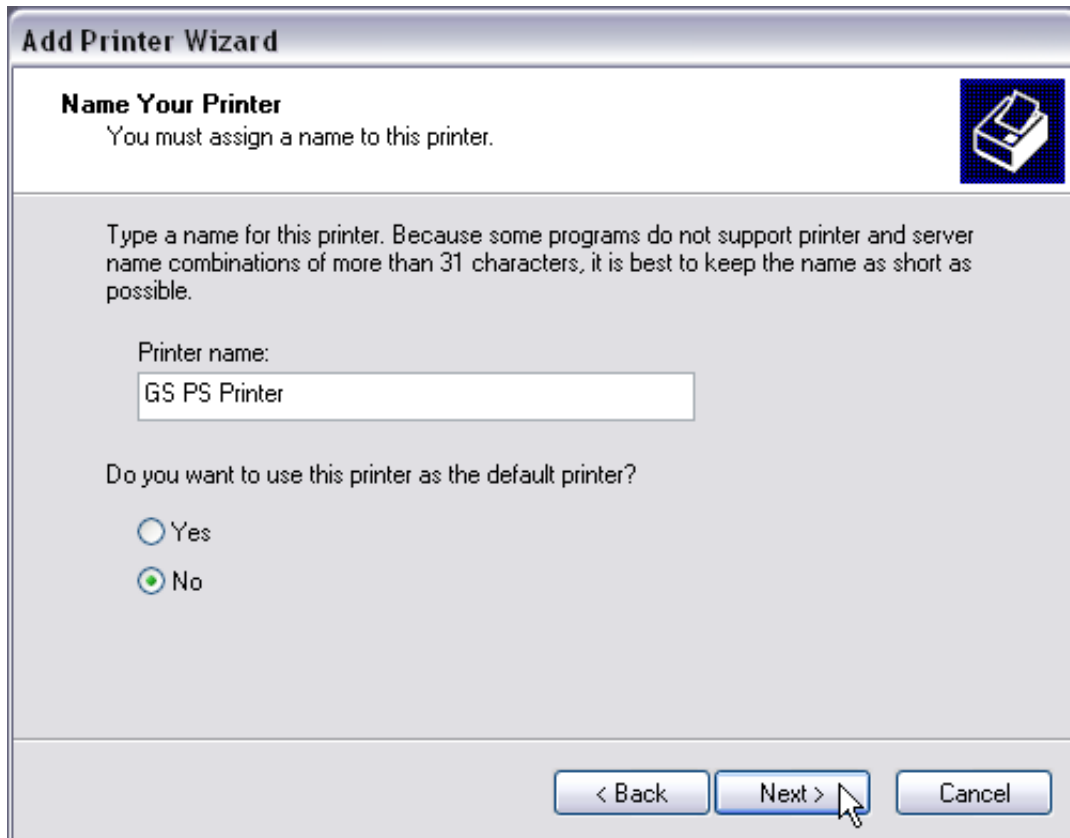 Add Printer Wizard
Name Your Printer
You must assign a name to this printer.
Type a name for this printer. Because some programs do not support printer and server
name combinations of more than 31 characters, it is best to keep the name as short as
possible.
Printer name:
GS PS Printer
Do you want to use this printer as the default printer?
Yes
No
< Back Next > Cancel